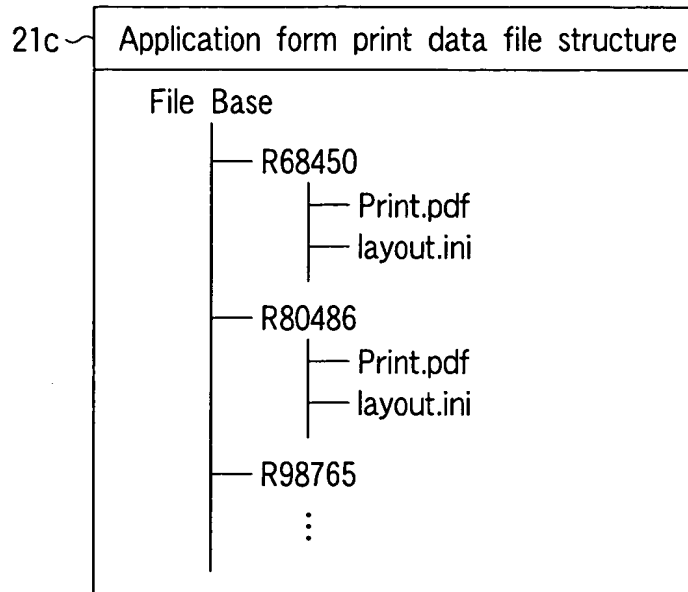 21c
Application form print data file structure
File Base
R68450
Print.pdf
layout.ini
R80486
Print.pdf
layout.ini
R98765
⋮